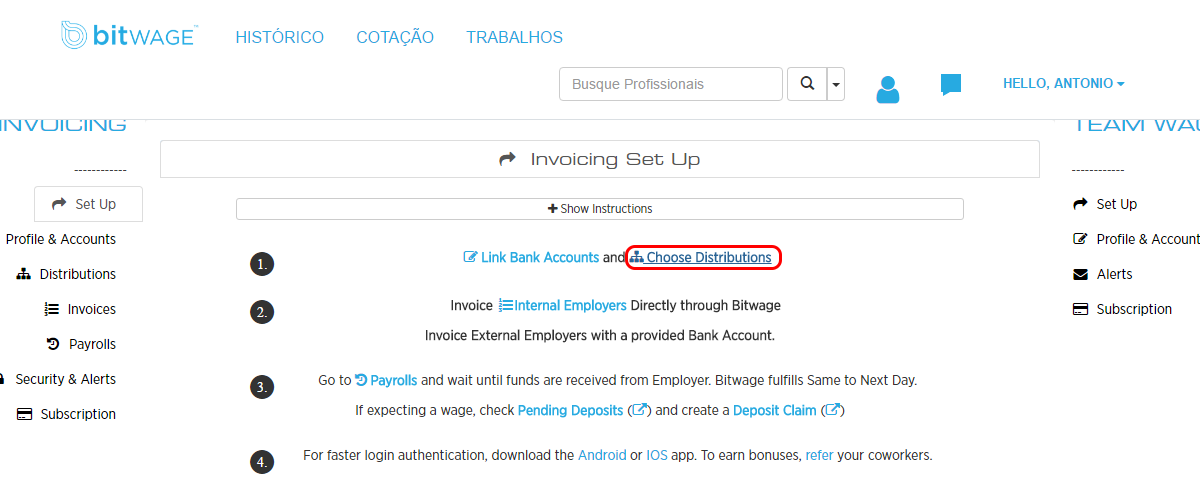 bitWAGE™ HISTÓRICO COTAÇÃO TRABALHOS
Busque Profissionais HELLO, ANTONIO
INVOICING
------------
Set Up
Profile & Accounts
Distributions
Invoices
Payrolls
Security & Alerts
Subscription
Invoicing Set Up
Show Instructions
1. Link Bank Accounts and Choose Distributions
2. Invoice Internal Employers Directly through Bitwage
Invoice External Employers with a provided Bank Account.
3. Go to Payrolls and wait until funds are received from Employer. Bitwage fulfills Same to Next Day.
If expecting a wage, check Pending Deposits () and create a Deposit Claim ()
4. For faster login authentication, download the Android or IOS app. To earn bonuses, refer your coworkers.
TEAM WAG
------------
Set Up
Profile & Account
Alerts
Subscription